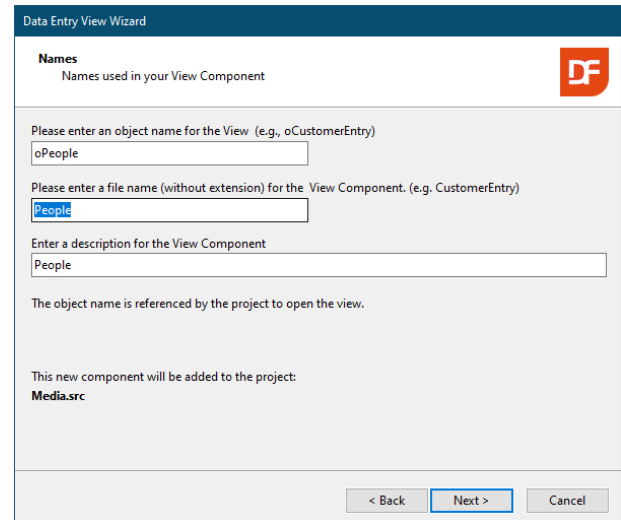 Data Entry View Wizard
Names
Names used in your View Component
DF
Please enter an object name for the View (e.g., oCustomerEntry)
oPeople
Please enter a file name (without extension) for the View Component. (e.g. CustomerEntry)
People
Enter a description for the View Component
People
The object name is referenced by the project to open the view.
This new component will be added to the project:
Media.src
< Back Next > Cancel